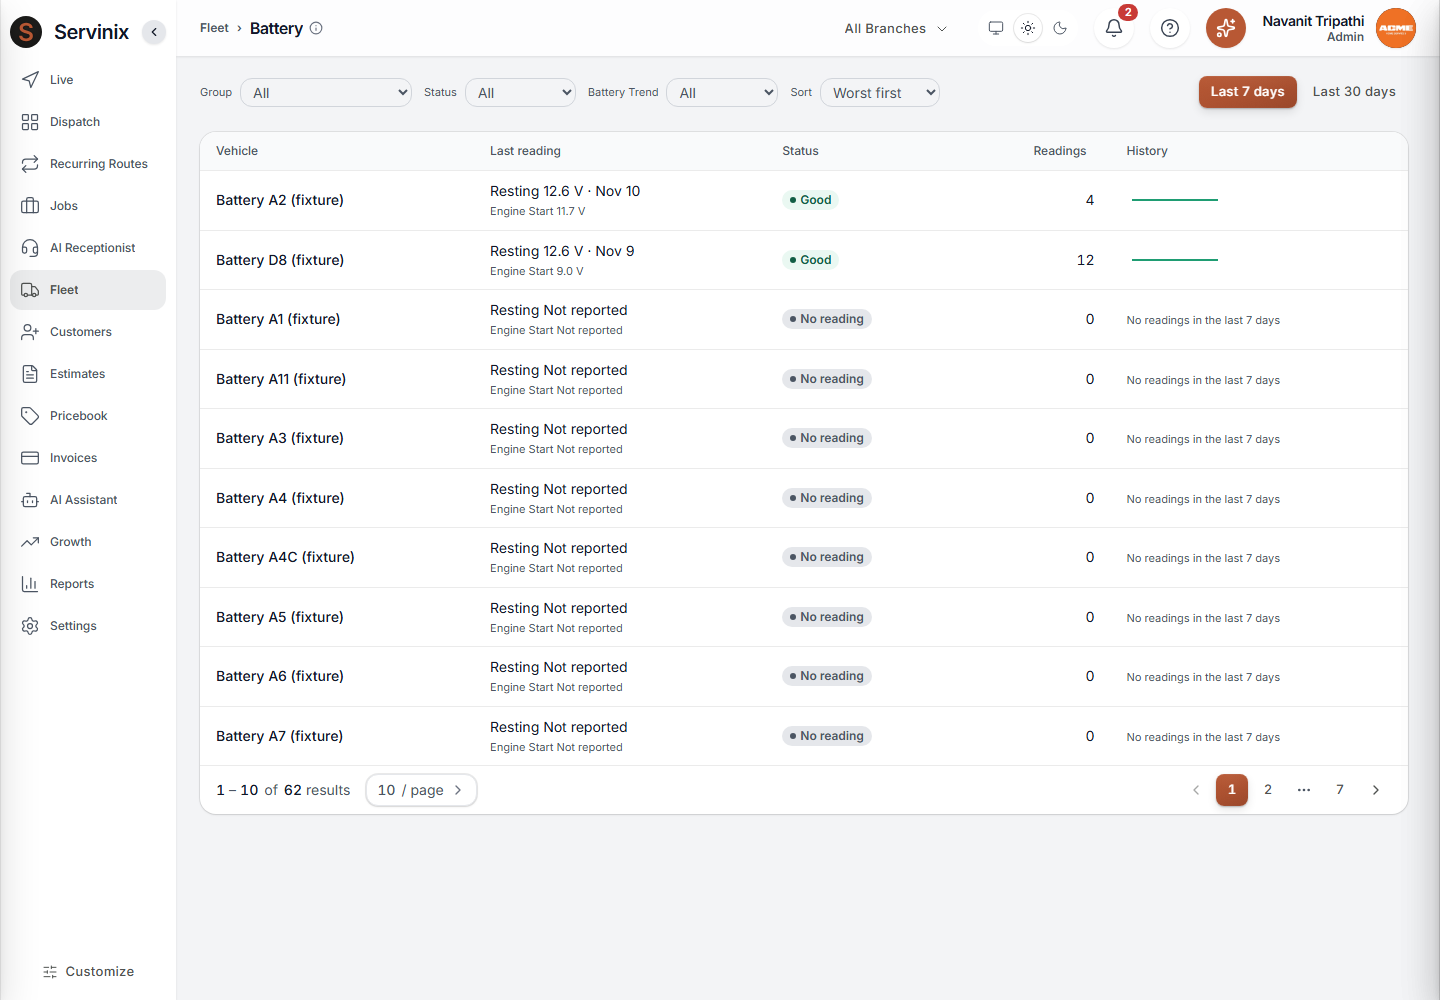 S Servinix
Fleet › Battery
All Branches
2
Navanit Tripathi
Admin
ACME
Live
Dispatch
Recurring Routes
Jobs
AI Receptionist
Fleet
Customers
Estimates
Pricebook
Invoices
AI Assistant
Growth
Reports
Settings
Customize
Group All Status All Battery Trend All Sort Worst first Last 7 days Last 30 days
Vehicle Last reading Status Readings History
Battery A2 (fixture) Resting 12.6 V · Nov 10 Good 4
Engine Start 11.7 V
Battery D8 (fixture) Resting 12.6 V · Nov 9 Good 12
Engine Start 9.0 V
Battery A1 (fixture) Resting Not reported No reading 0 No readings in the last 7 days
Engine Start Not reported
Battery A11 (fixture) Resting Not reported No reading 0 No readings in the last 7 days
Engine Start Not reported
Battery A3 (fixture) Resting Not reported No reading 0 No readings in the last 7 days
Engine Start Not reported
Battery A4 (fixture) Resting Not reported No reading 0 No readings in the last 7 days
Engine Start Not reported
Battery A4C (fixture) Resting Not reported No reading 0 No readings in the last 7 days
Engine Start Not reported
Battery A5 (fixture) Resting Not reported No reading 0 No readings in the last 7 days
Engine Start Not reported
Battery A6 (fixture) Resting Not reported No reading 0 No readings in the last 7 days
Engine Start Not reported
Battery A7 (fixture) Resting Not reported No reading 0 No readings in the last 7 days
Engine Start Not reported
1 – 10 of 62 results 10 / page 1 2 ••• 7